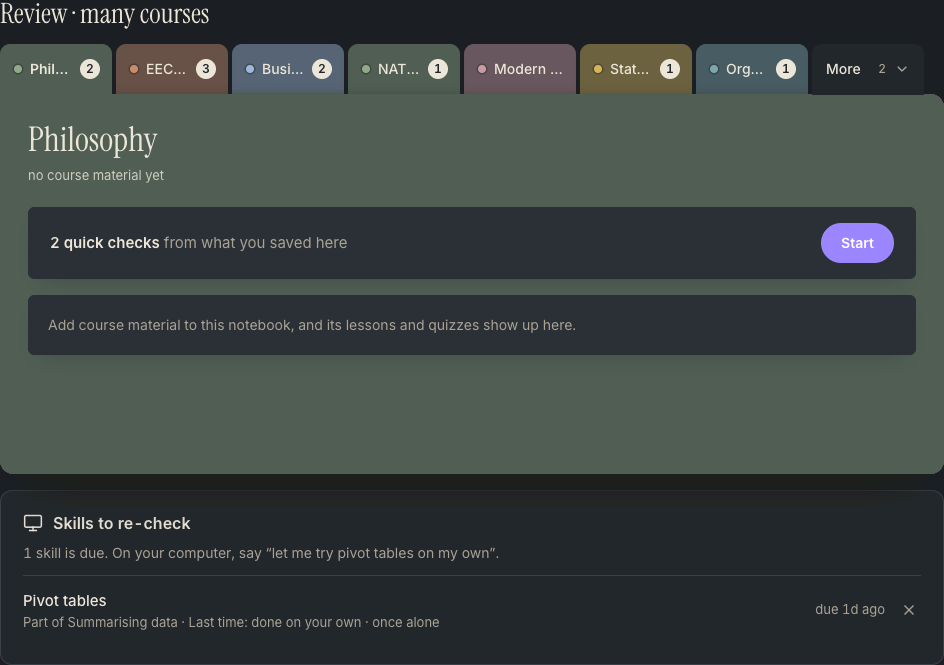 Review · many courses
Phil... 2 EEC... 3 Busi... 2 NAT... 1 Modern ... Stat... 1 Org... 1 More 2
Philosophy
no course material yet
2 quick checks from what you saved here Start
Add course material to this notebook, and its lessons and quizzes show up here.
Skills to re-check
1 skill is due. On your computer, say “let me try pivot tables on my own”.
Pivot tables
due 1d ago
Part of Summarising data · Last time: done on your own · once alone